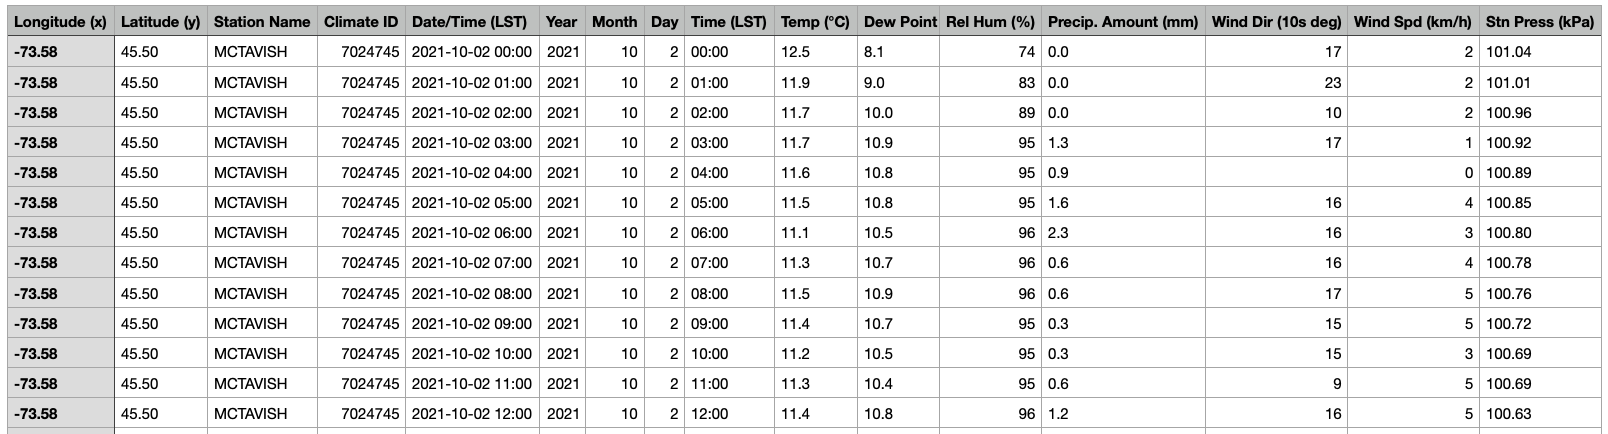 Longitude (x) Latitude (y) Station Name Climate ID Date/Time (LST) Year Month Day Time (LST) Temp (°C) Dew Point Rel Hum (%) Precip. Amount (mm) Wind Dir (10s deg) Wind Spd (km/h) Stn Press (kPa)
-73.58 45.50 MCTAVISH 7024745 2021-10-02 00:00 2021 10 2 00:00 12.5 8.1 74 0.0 17 2 101.04
-73.58 45.50 MCTAVISH 7024745 2021-10-02 01:00 2021 10 2 01:00 11.9 9.0 83 0.0 23 2 101.01
-73.58 45.50 MCTAVISH 7024745 2021-10-02 02:00 2021 10 2 02:00 11.7 10.0 89 0.0 10 2 100.96
-73.58 45.50 MCTAVISH 7024745 2021-10-02 03:00 2021 10 2 03:00 11.7 10.9 95 1.3 17 1 100.92
-73.58 45.50 MCTAVISH 7024745 2021-10-02 04:00 2021 10 2 04:00 11.6 10.8 95 0.9 0 100.89
-73.58 45.50 MCTAVISH 7024745 2021-10-02 05:00 2021 10 2 05:00 11.5 10.8 95 1.6 16 4 100.85
-73.58 45.50 MCTAVISH 7024745 2021-10-02 06:00 2021 10 2 06:00 11.1 10.5 96 2.3 16 3 100.80
-73.58 45.50 MCTAVISH 7024745 2021-10-02 07:00 2021 10 2 07:00 11.3 10.7 96 0.6 16 4 100.78
-73.58 45.50 MCTAVISH 7024745 2021-10-02 08:00 2021 10 2 08:00 11.5 10.9 96 0.6 17 5 100.76
-73.58 45.50 MCTAVISH 7024745 2021-10-02 09:00 2021 10 2 09:00 11.4 10.7 95 0.3 15 5 100.72
-73.58 45.50 MCTAVISH 7024745 2021-10-02 10:00 2021 10 2 10:00 11.2 10.5 95 0.3 15 3 100.69
-73.58 45.50 MCTAVISH 7024745 2021-10-02 11:00 2021 10 2 11:00 11.3 10.4 95 0.6 9 5 100.69
-73.58 45.50 MCTAVISH 7024745 2021-10-02 12:00 2021 10 2 12:00 11.4 10.8 96 1.2 16 5 100.63